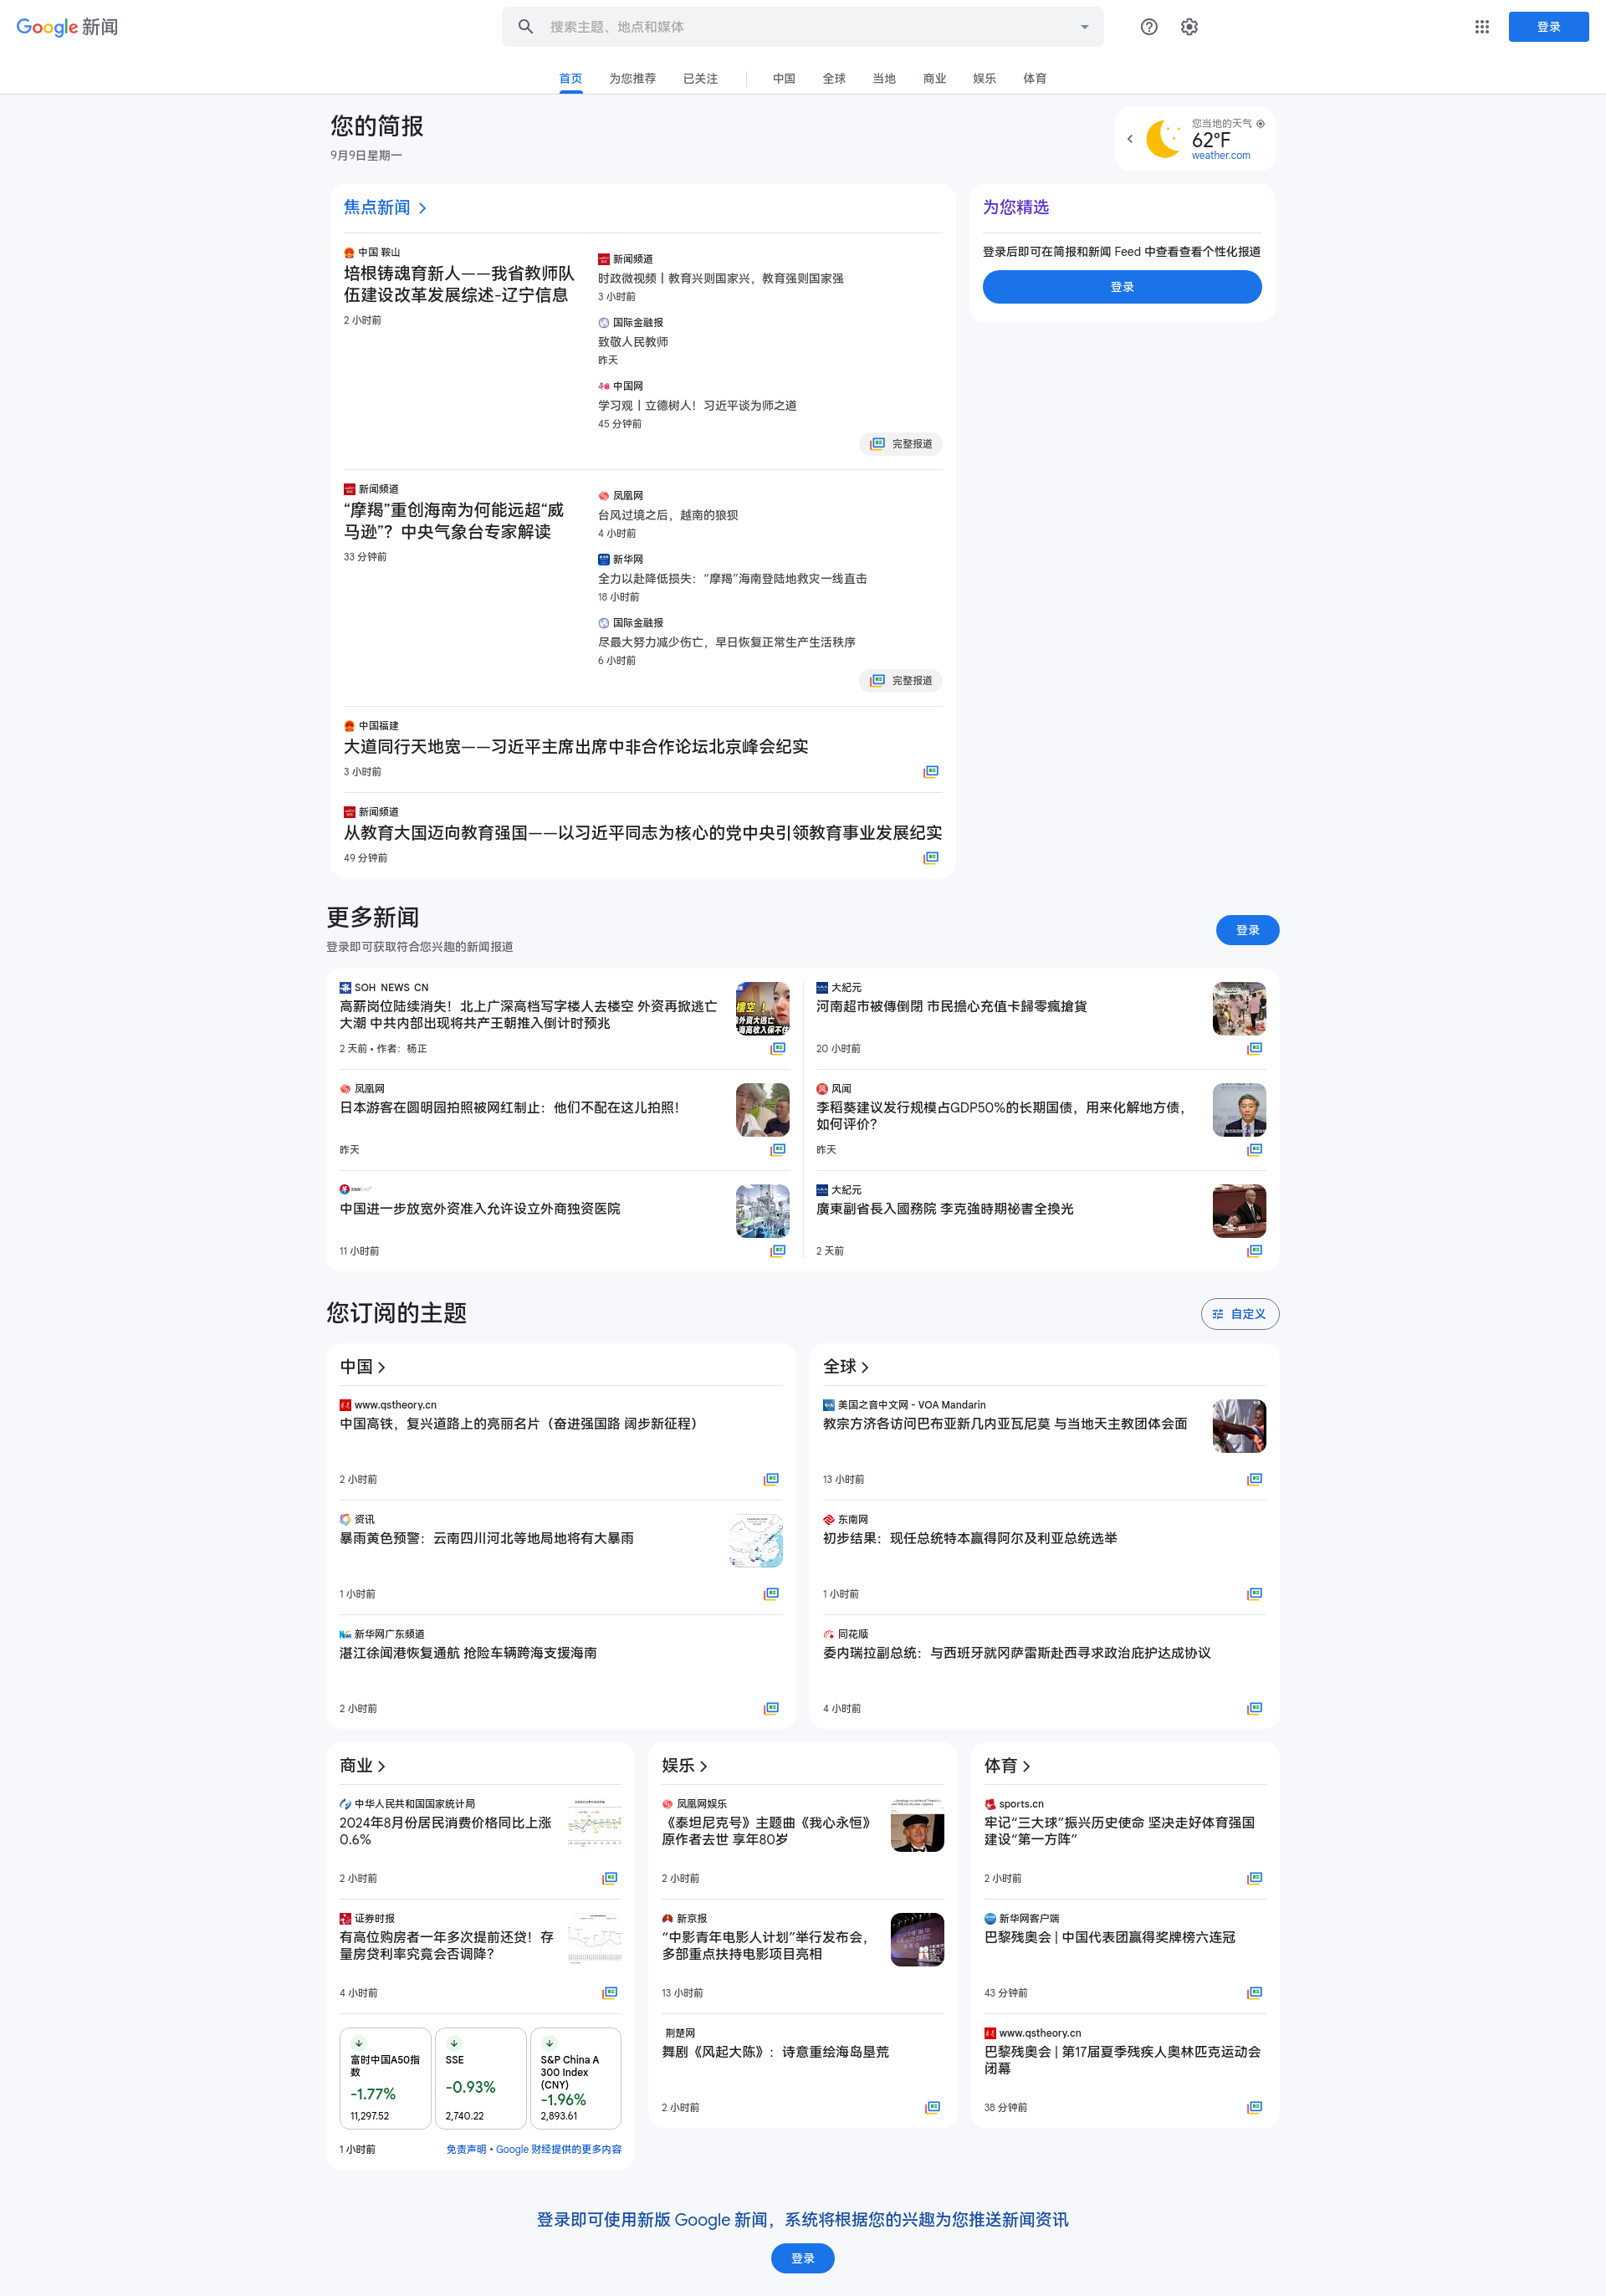 Google 新闻
搜索主题、地点和媒体
登录
首页
为您推荐
已关注
中国
全球
当地
商业
娱乐
体育
您的简报
9月9日星期一
您当地的天气
62°F
weather.com
焦点新闻
中国 鞍山
培根铸魂育新人——我省教师队
伍建设改革发展综述-辽宁信息
2 小时前
新闻频道
时政微视频丨教育兴则国家兴，教育强则国家强
3 小时前
国际金融报
致敬人民教师
昨天
中国网
学习观丨立德树人！习近平谈为师之道
45 分钟前
完整报道
为您精选
登录后即可在简报和新闻 Feed 中查看查看个性化报道
登录
新闻频道
“摩羯”重创海南为何能远超“威
马逊”？中央气象台专家解读
33 分钟前
凤凰网
台风过境之后，越南的狼狈
4 小时前
新华网
全力以赴降低损失：“摩羯”海南登陆地救灾一线直击
18 小时前
国际金融报
尽最大努力减少伤亡，早日恢复正常生产生活秩序
6 小时前
完整报道
中国福建
大道同行天地宽——习近平主席出席中非合作论坛北京峰会纪实
3 小时前
新闻频道
从教育大国迈向教育强国——以习近平同志为核心的党中央引领教育事业发展纪实
49 分钟前
更多新闻
登录即可获取符合您兴趣的新闻报道
登录
SOH NEWS CN
高薪岗位陆续消失！北上广深高档写字楼人去楼空 外资再掀逃亡
大潮 中共内部出现将共产王朝推入倒计时预兆
2 天前 • 作者：杨正
大紀元
河南超市被傳倒閉 市民擔心充值卡歸零瘋搶貨
20 小时前
凤凰网
日本游客在圆明园拍照被网红制止：他们不配在这儿拍照！
昨天
风闻
李稻葵建议发行规模占GDP50%的长期国债，用来化解地方债，
如何评价？
昨天
中国进一步放宽外资准入允许设立外商独资医院
11 小时前
大紀元
廣東副省長入國務院 李克強時期祕書全換光
2 天前
您订阅的主题
自定义
中国
www.qstheory.cn
中国高铁，复兴道路上的亮丽名片（奋进强国路 阔步新征程）
2 小时前
资讯
暴雨黄色预警：云南四川河北等地局地将有大暴雨
1 小时前
新华网广东频道
湛江徐闻港恢复通航 抢险车辆跨海支援海南
2 小时前
全球
美国之音中文网 - VOA Mandarin
教宗方济各访问巴布亚新几内亚瓦尼莫 与当地天主教团体会面
13 小时前
东南网
初步结果：现任总统特本赢得阿尔及利亚总统选举
1 小时前
同花顺
委内瑞拉副总统：与西班牙就冈萨雷斯赴西寻求政治庇护达成协议
4 小时前
商业
中华人民共和国国家统计局
2024年8月份居民消费价格同比上涨
0.6%
2 小时前
证券时报
有高位购房者一年多次提前还贷！存
量房贷利率究竟会否调降？
4 小时前
富时中国A50指
数
-1.77%
11,297.52
SSE
-0.93%
2,740.22
S&P China A
300 Index
(CNY)
-1.96%
2,893.61
1 小时前
免责声明 • Google 财经提供的更多内容
娱乐
凤凰网娱乐
《泰坦尼克号》主题曲《我心永恒》
原作者去世 享年80岁
2 小时前
新京报
“中影青年电影人计划”举行发布会，
多部重点扶持电影项目亮相
13 小时前
荆楚网
舞剧《风起大陈》：诗意重绘海岛垦荒
2 小时前
体育
sports.cn
牢记“三大球”振兴历史使命 坚决走好体育强国
建设“第一方阵”
2 小时前
新华网客户端
巴黎残奥会 | 中国代表团赢得奖牌榜六连冠
43 分钟前
www.qstheory.cn
巴黎残奥会 | 第17届夏季残疾人奥林匹克运动会
闭幕
38 分钟前
登录即可使用新版 Google 新闻，系统将根据您的兴趣为您推送新闻资讯
登录